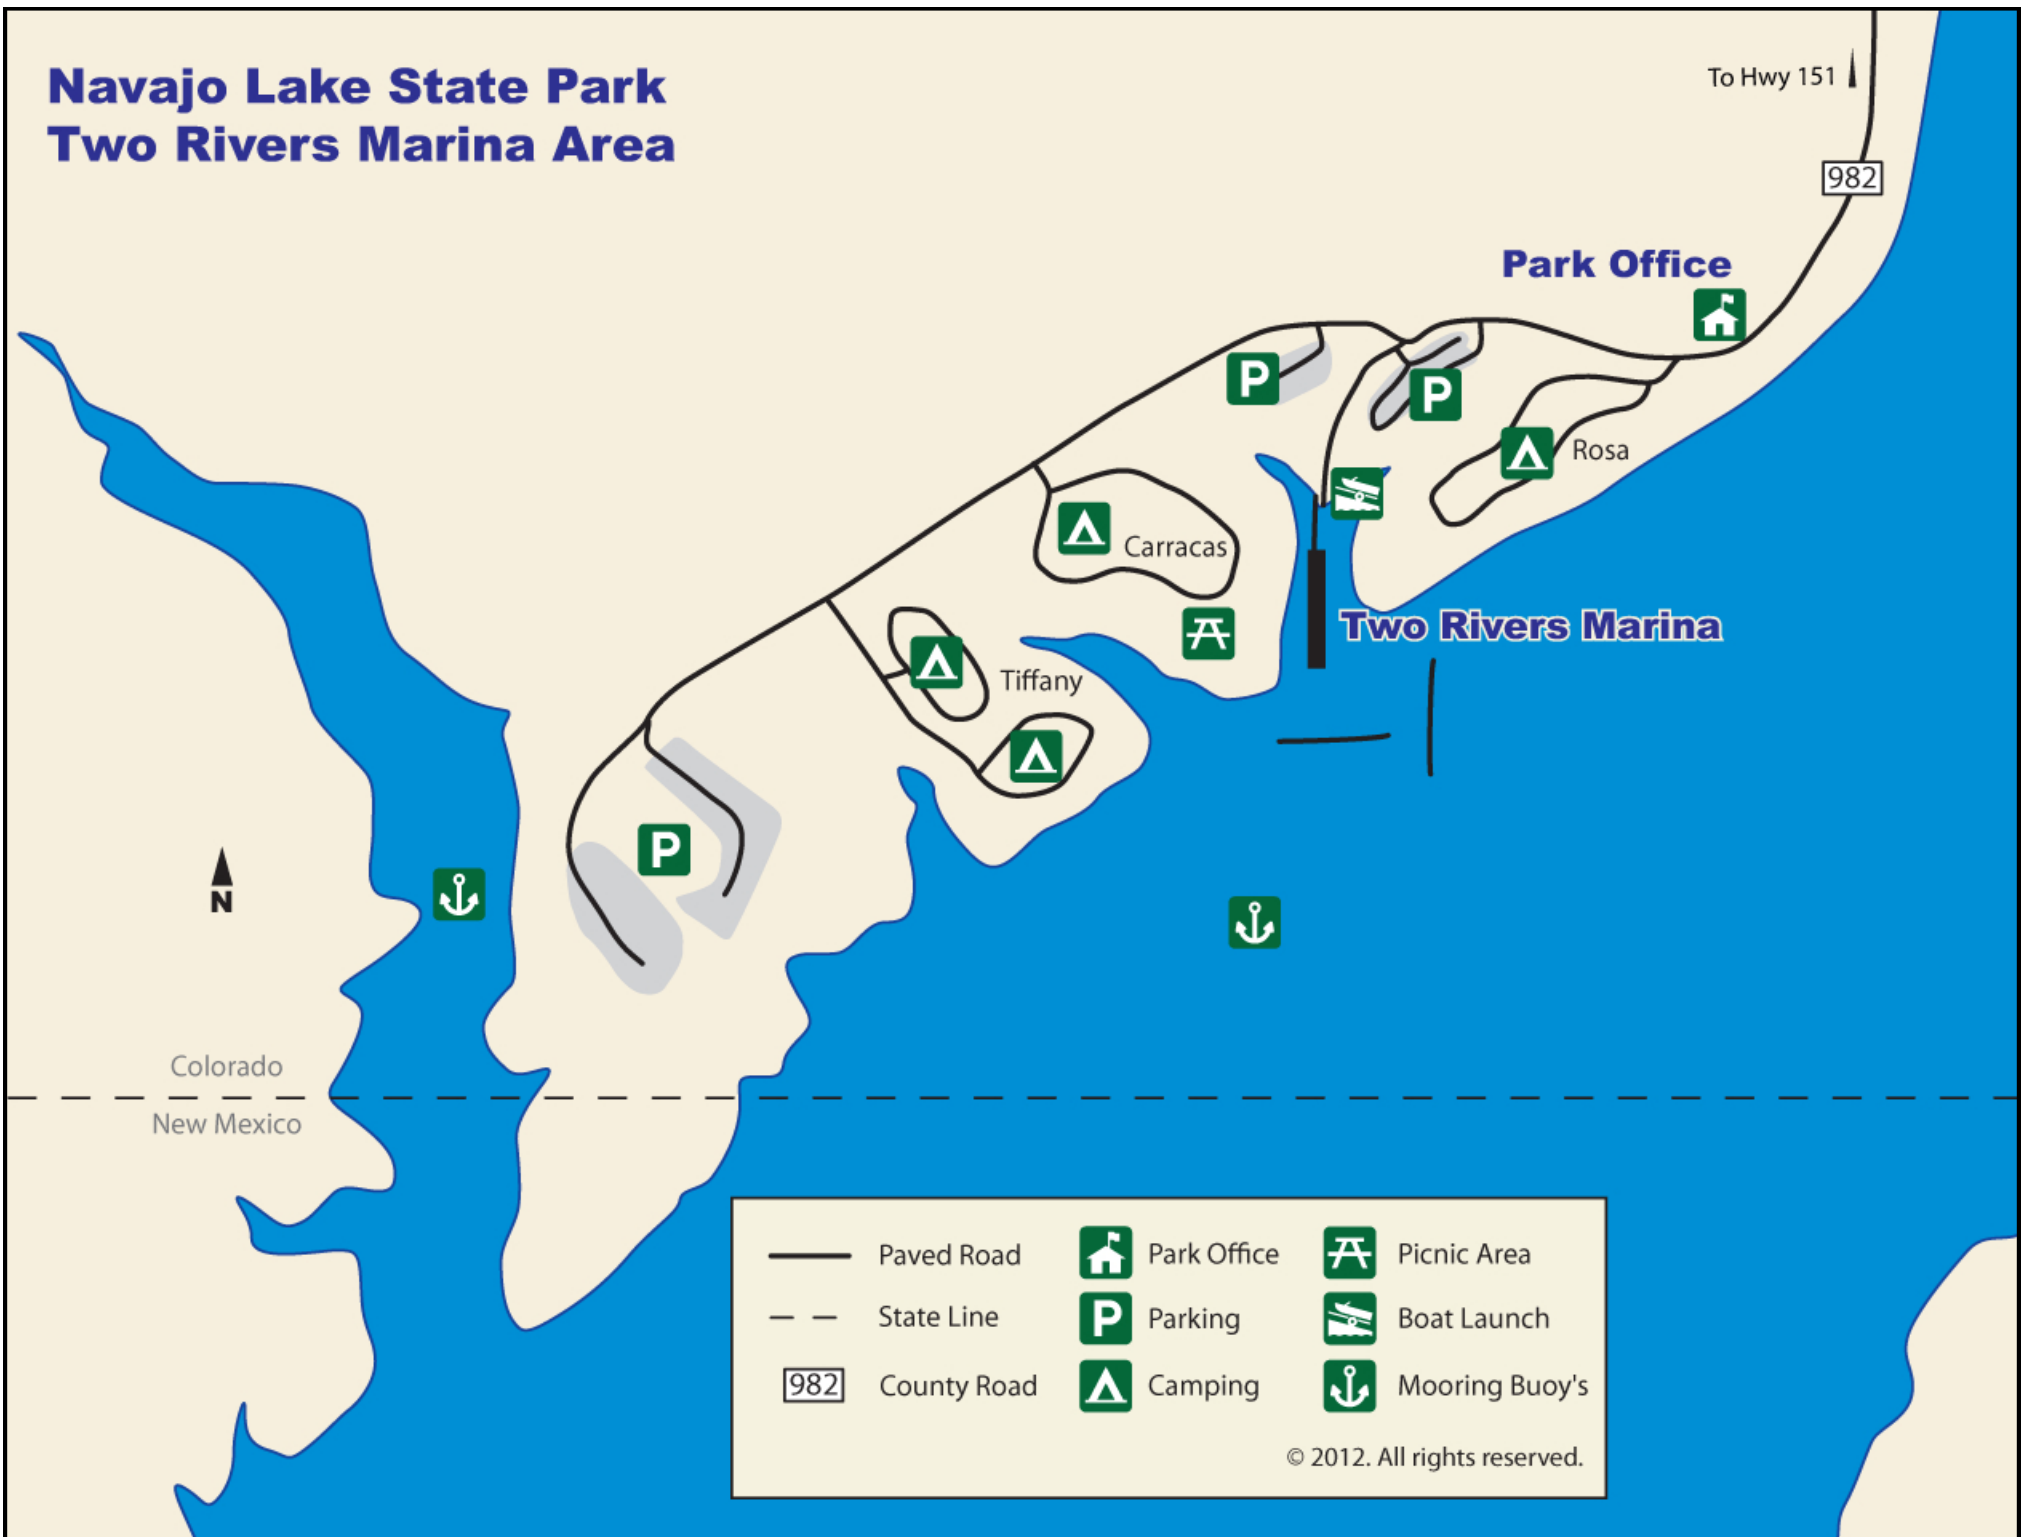 Navajo Lake State Park
Two Rivers Marina Area
To Hwy 151
982
Park Office
P
P
Rosa
Carracas
Two Rivers Marina
Tiffany
P
N
Colorado
New Mexico
Paved Road
Park Office
Picnic Area
State Line
P
Parking
Boat Launch
982
County Road
Camping
Mooring Buoy's
© 2012. All rights reserved.